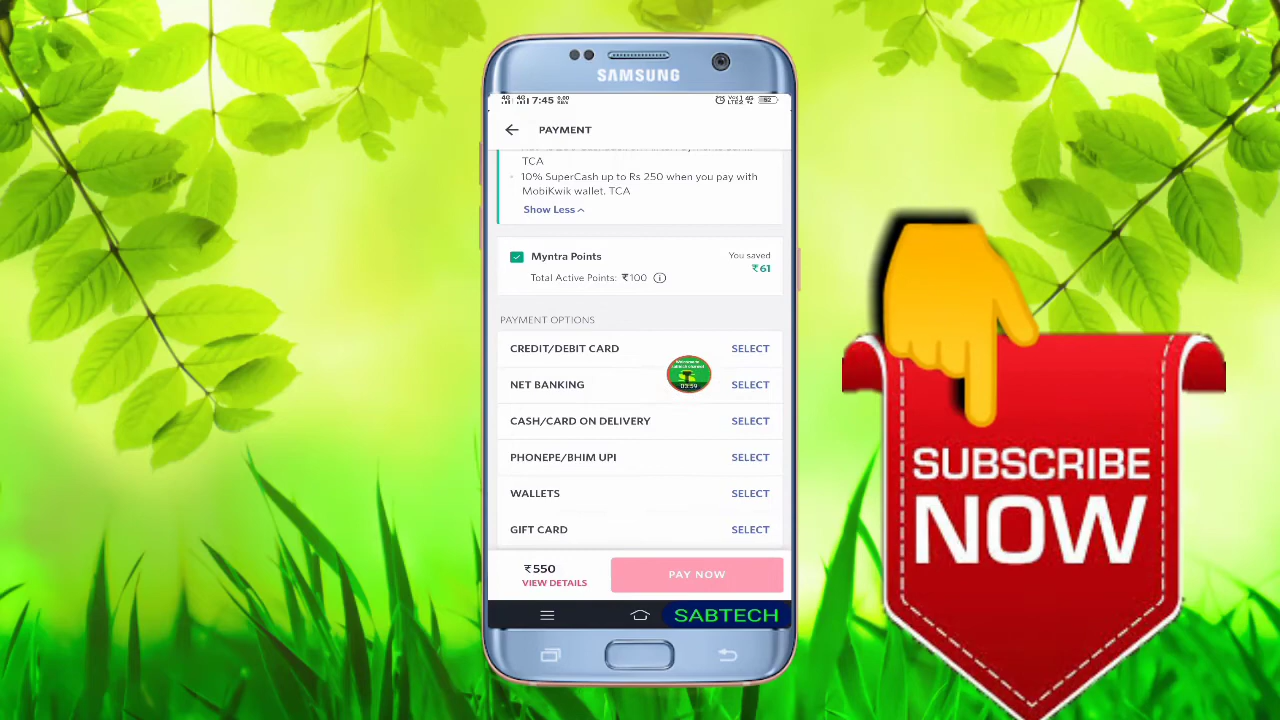 SAMSUNG
7:45
62
PAYMENT
TCA
10% SuperCash up to Rs 250 when you pay with
MobiKwik wallet. TCA
Show Less
Myntra Points
You saved
₹61
Total Active Points: ₹100
PAYMENT OPTIONS
CREDIT/DEBIT CARD SELECT
NET BANKING SELECT
03:59
CASH/CARD ON DELIVERY SELECT
PHONEPE/BHIM UPI SELECT
WALLETS SELECT
GIFT CARD SELECT
₹550
VIEW DETAILS
PAY NOW
SABTECH
SUBSCRIBE
NOW